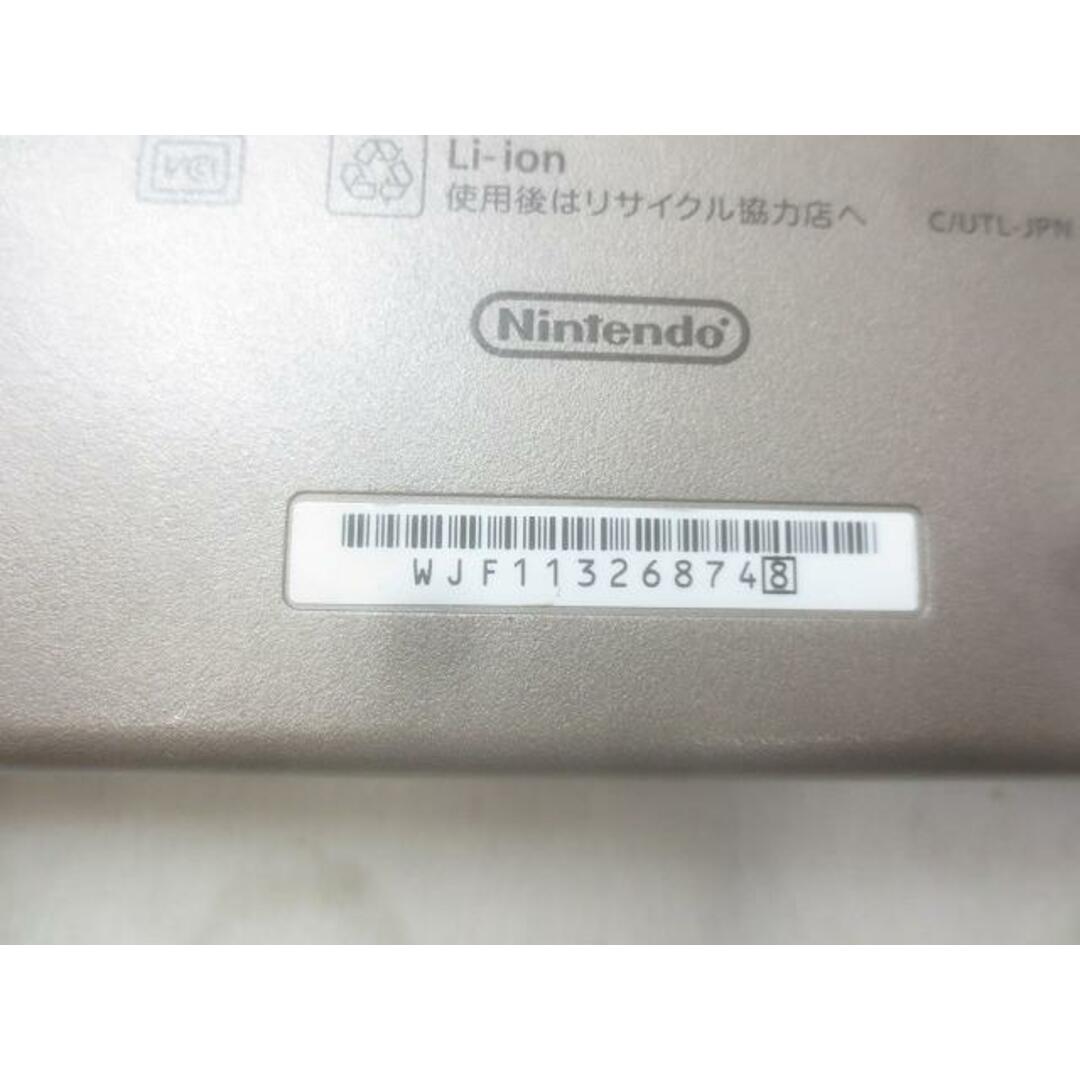 VCI
Li-ion
使用後はリサイクル協力店へ
C/UTL-JPN
Nintendo
WJF113268748